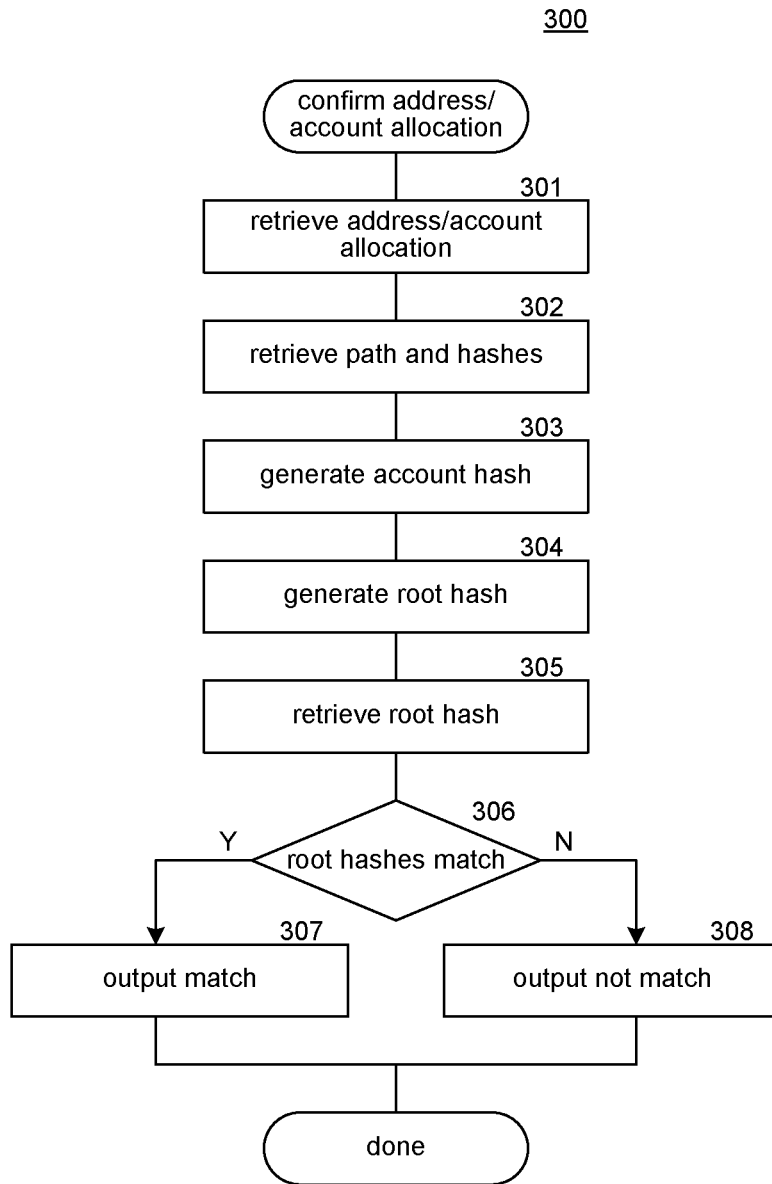 300
confirm address/
account allocation
301
retrieve address/account
allocation
302
retrieve path and hashes
303
generate account hash
304
generate root hash
305
retrieve root hash
306
Y
root hashes match
N
307
output match
308
output not match
done